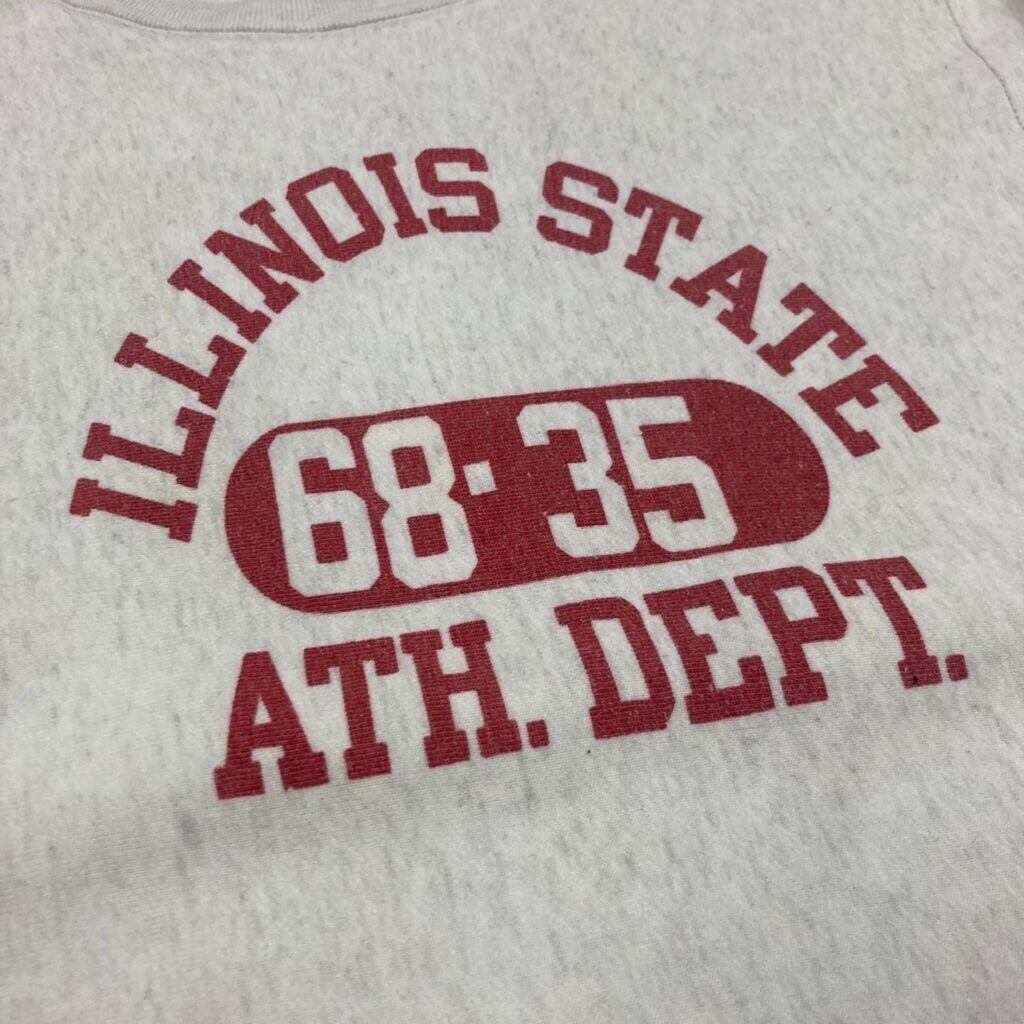 ILLINOIS STATE
68·35
ATH. DEPT.